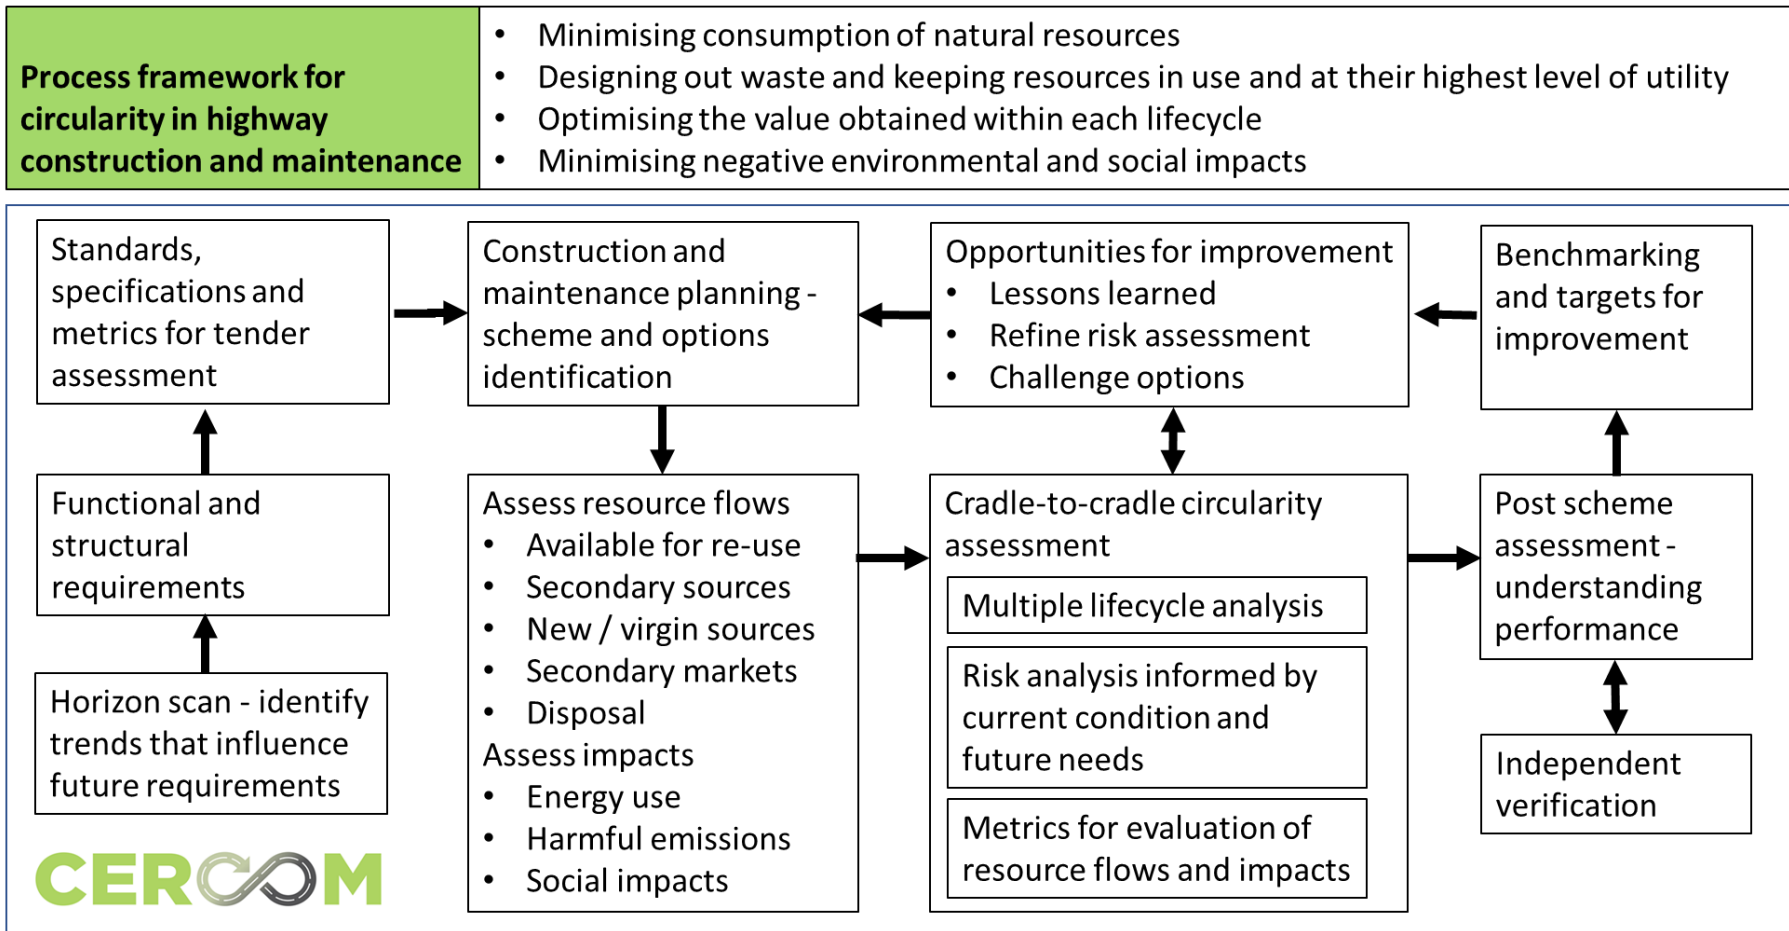 Process framework for
circularity in highway
construction and maintenance
• Minimising consumption of natural resources
• Designing out waste and keeping resources in use and at their highest level of utility
• Optimising the value obtained within each lifecycle
• Minimising negative environmental and social impacts
Standards,
specifications and
metrics for tender
assessment
Functional and
structural
requirements
Horizon scan - identify
trends that influence
future requirements
CERCOM
Construction and
maintenance planning -
scheme and options
identification
Assess resource flows
• Available for re-use
• Secondary sources
• New / virgin sources
• Secondary markets
• Disposal
Assess impacts
• Energy use
• Harmful emissions
• Social impacts
Opportunities for improvement
• Lessons learned
• Refine risk assessment
• Challenge options
Cradle-to-cradle circularity
assessment
Multiple lifecycle analysis
Risk analysis informed by
current condition and
future needs
Metrics for evaluation of
resource flows and impacts
Benchmarking
and targets for
improvement
Post scheme
assessment -
understanding
performance
Independent
verification